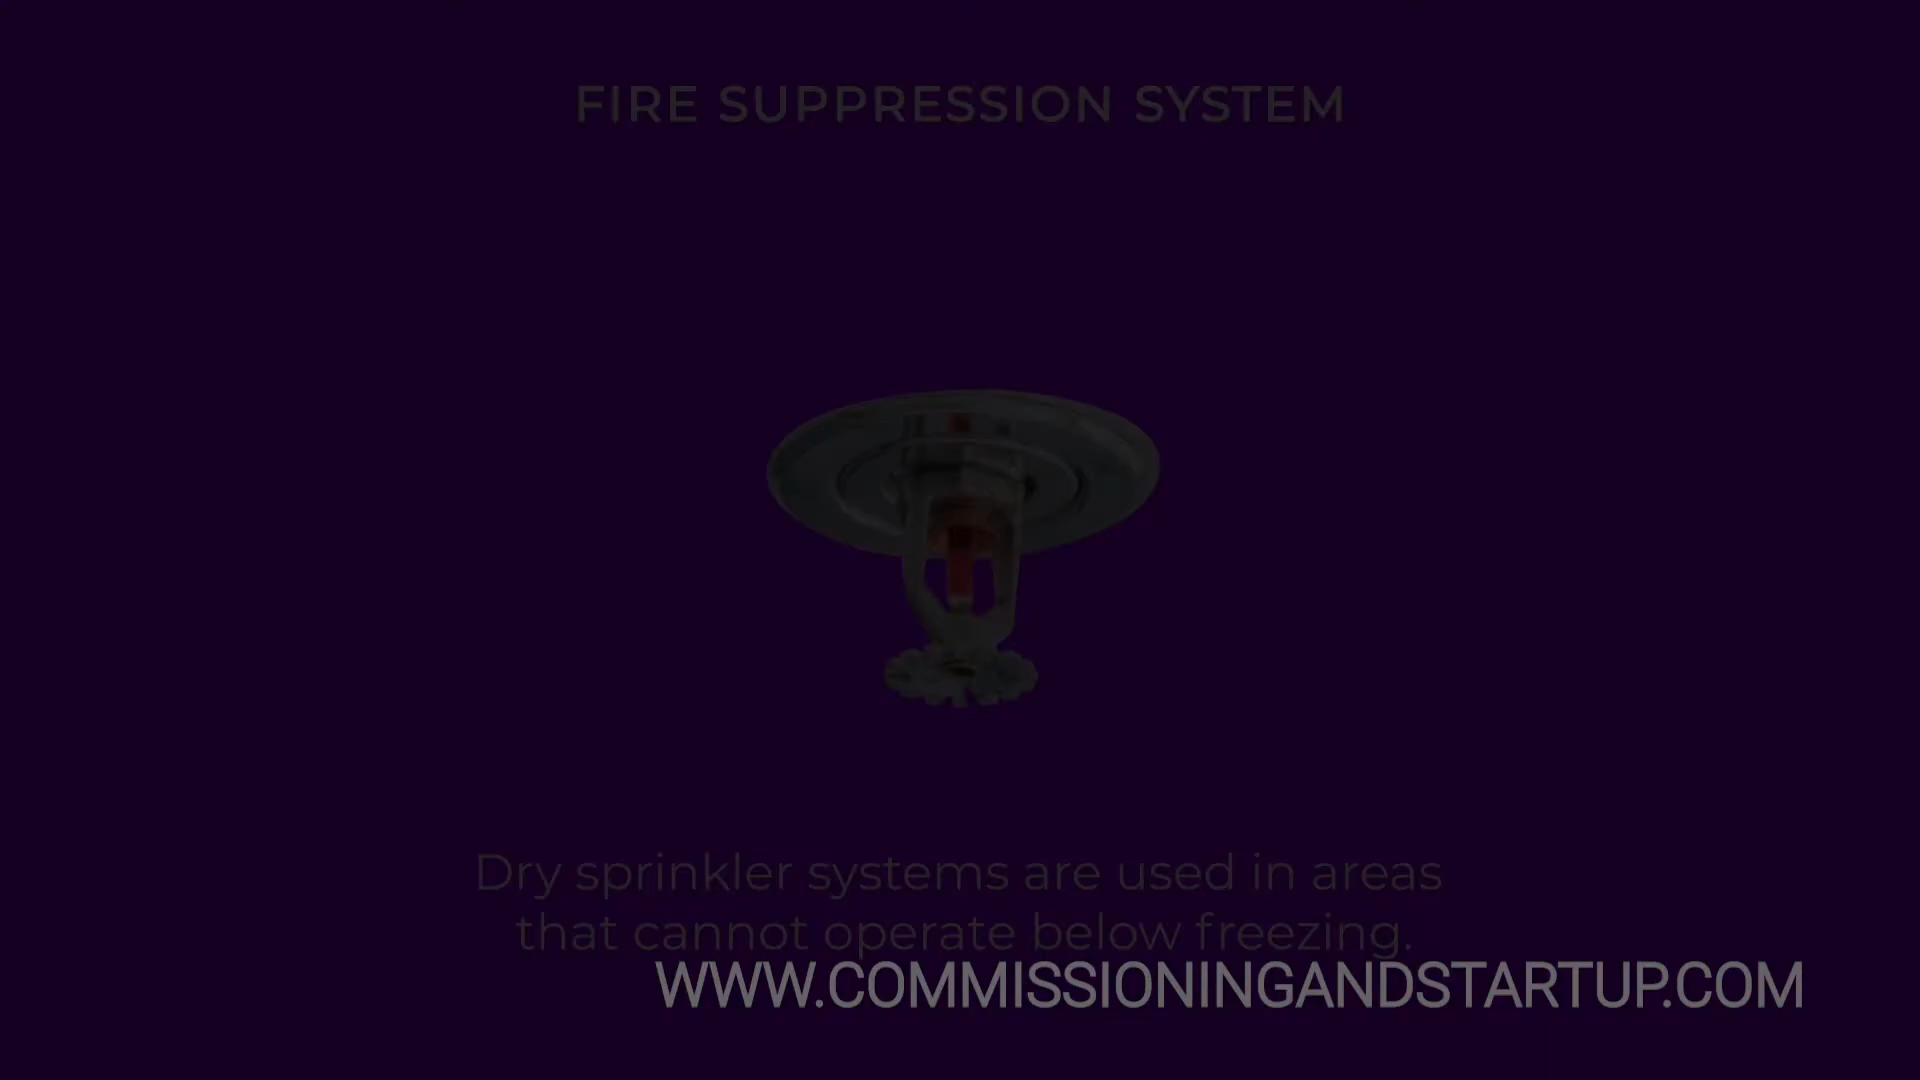 FIRE SUPPRESSION SYSTEM
Dry sprinkler systems are used in areas
that cannot operate below freezing.
WWW.COMMISSIONINGANDSTARTUP.COM